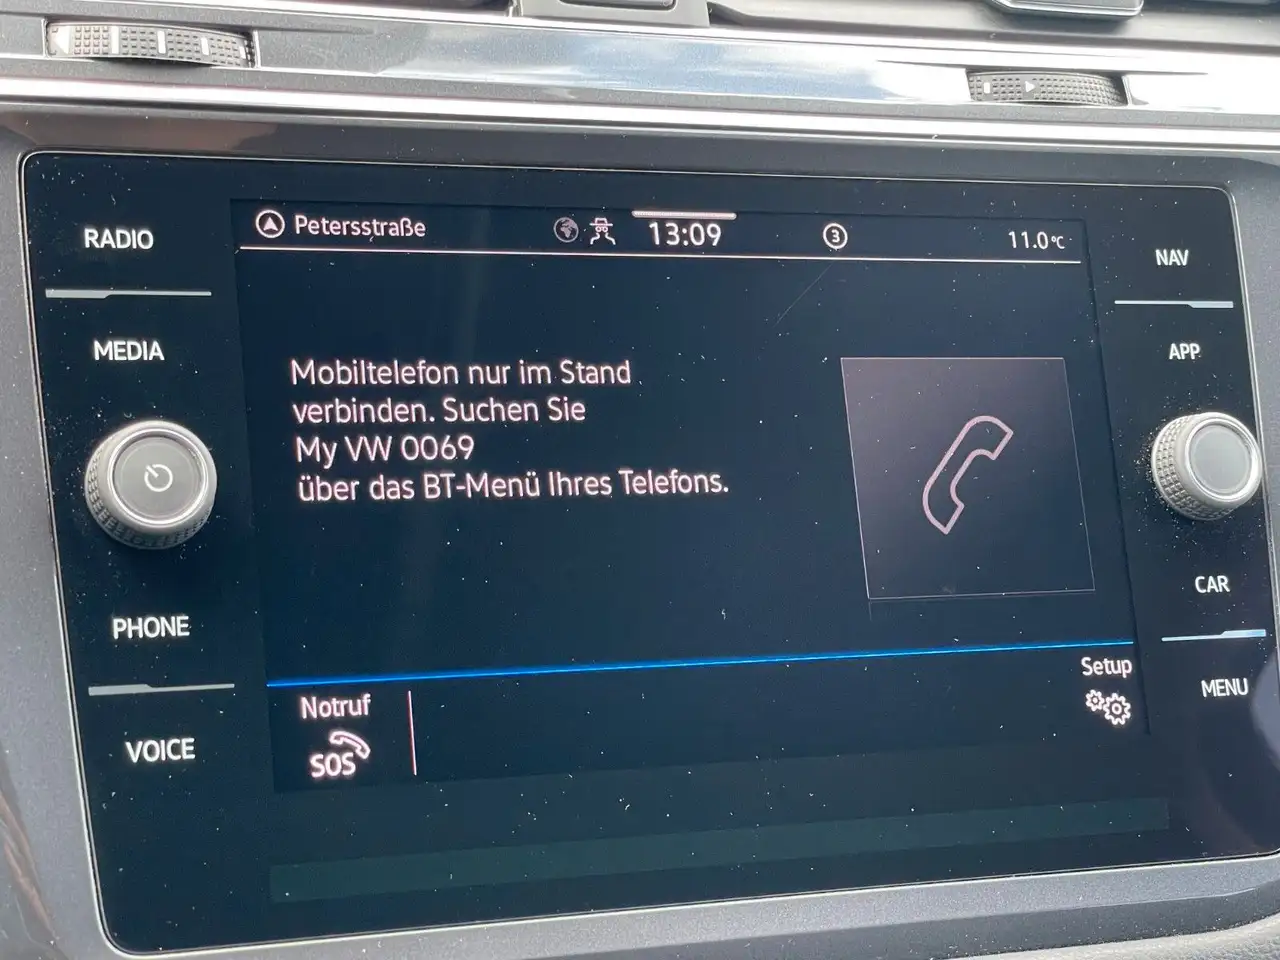 RADIO
MEDIA
PHONE
VOICE
Petersstraße
13:09
3
11.0°C
Mobiltelefon nur im Stand
verbinden. Suchen Sie
My VW 0069
über das BT-Menü Ihres Telefons.
Notruf
SOS
Setup
NAV
APP
CAR
MENU